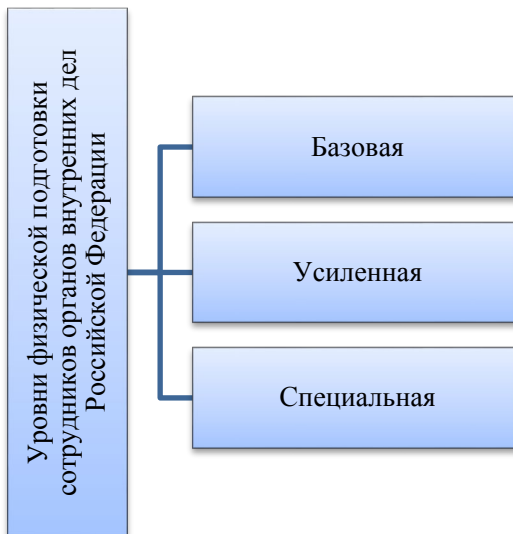 Уровни физической подготовки
сотрудников органов внутренних дел
Российской Федерации
Базовая
Усиленная
Специальная